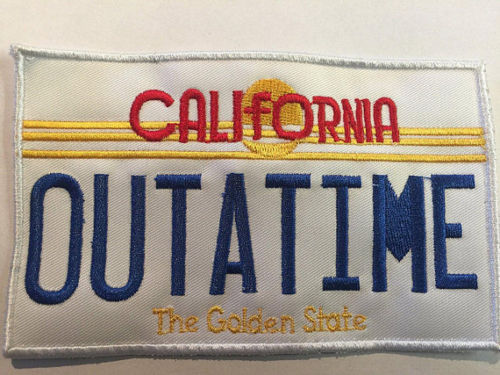 CALIFORNIA
OUTATIME
The Golden State